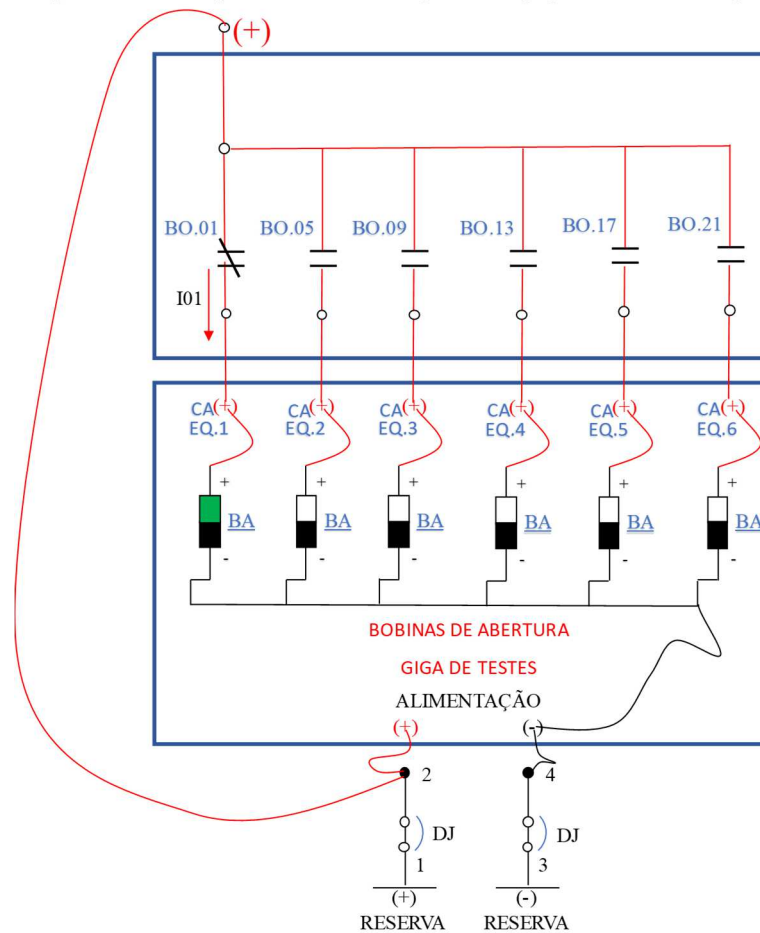 (+)
BO.01 BO.05 BO.09 BO.13 BO.17 BO.21
I01
CA(+) CA(+) CA(+) CA(+) CA(+) CA(+)
EQ.1 EQ.2 EQ.3 EQ.4 EQ.5 EQ.6
+ + + + + +
BA BA BA BA BA BA
- - - - - -
BOBINAS DE ABERTURA
GIGA DE TESTES
ALIMENTAÇÃO
(+) (-)
2 4
DJ DJ
1 3
(+) (-)
RESERVA RESERVA